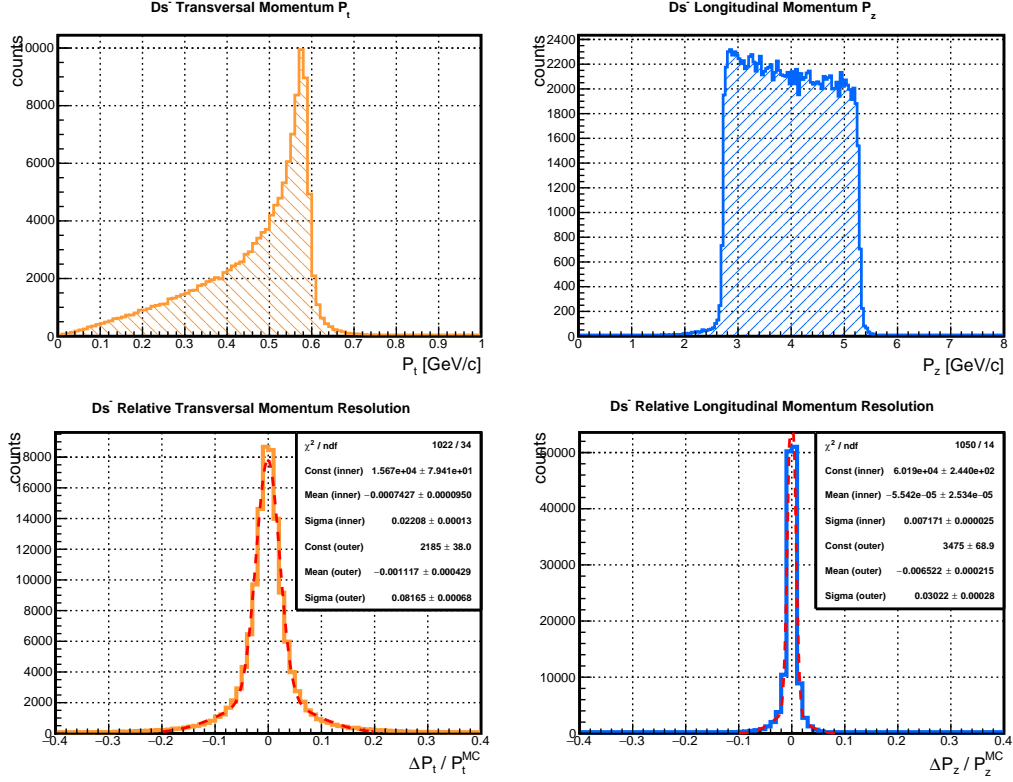 Ds⁻ Transversal Momentum Pₜ
counts
10000
8000
6000
4000
2000
0
0 0.1 0.2 0.3 0.4 0.5 0.6 0.7 0.8 0.9 1
Pₜ [GeV/c]
Ds⁻ Longitudinal Momentum P_z
counts
2400
2200
2000
1800
1600
1400
1200
1000
800
600
400
200
0
0 1 2 3 4 5 6 7 8
P_z [GeV/c]
Ds⁻ Relative Transversal Momentum Resolution
counts
18000
16000
14000
12000
10000
8000
6000
4000
2000
0
−0.4 −0.3 −0.2 −0.1 0 0.1 0.2 0.3 0.4
ΔPₜ / Pₜ^MC
χ² / ndf 1022 / 34
Const (inner) 1.567e+04 ± 7.941e+01
Mean (inner) −0.0007427 ± 0.0000950
Sigma (inner) 0.02208 ± 0.00013
Const (outer) 2185 ± 38.0
Mean (outer) −0.001117 ± 0.000429
Sigma (outer) 0.08165 ± 0.00068
Ds⁻ Relative Longitudinal Momentum Resolution
counts
50000
40000
30000
20000
10000
0
−0.4 −0.3 −0.2 −0.1 0 0.1 0.2 0.3 0.4
ΔP_z / P_z^MC
χ² / ndf 1050 / 14
Const (inner) 6.019e+04 ± 2.440e+02
Mean (inner) −5.542e−05 ± 2.534e−05
Sigma (inner) 0.007171 ± 0.000025
Const (outer) 3475 ± 68.9
Mean (outer) −0.006522 ± 0.000215
Sigma (outer) 0.03022 ± 0.00028